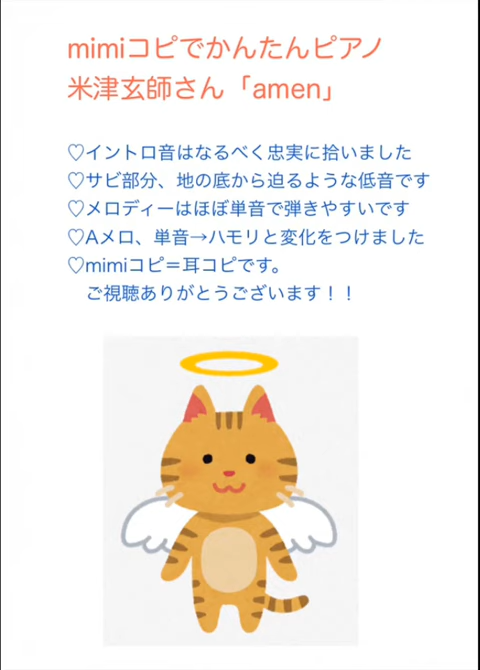 mimiコピでかんたんピアノ
米津玄師さん「amen」
♡イントロ音はなるべく忠実に拾いました
♡サビ部分、地の底から迫るような低音です
♡メロディーはほぼ単音で弾きやすいです
♡Aメロ、単音→ハモリと変化をつけました
♡mimiコピ＝耳コピです。
ご視聴ありがとうございます！！